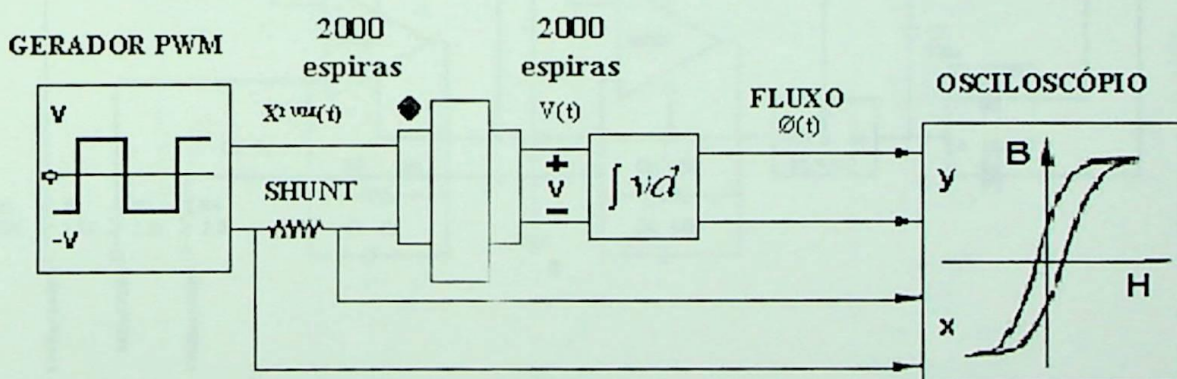 GERADOR PWM
2000
espiras
2000
espiras
OSCILOSCÓPIO
V
-V
V(t)
FLUXO
Ø(t)
SHUNT
+
V
−
∫ vd
y
B
H
x